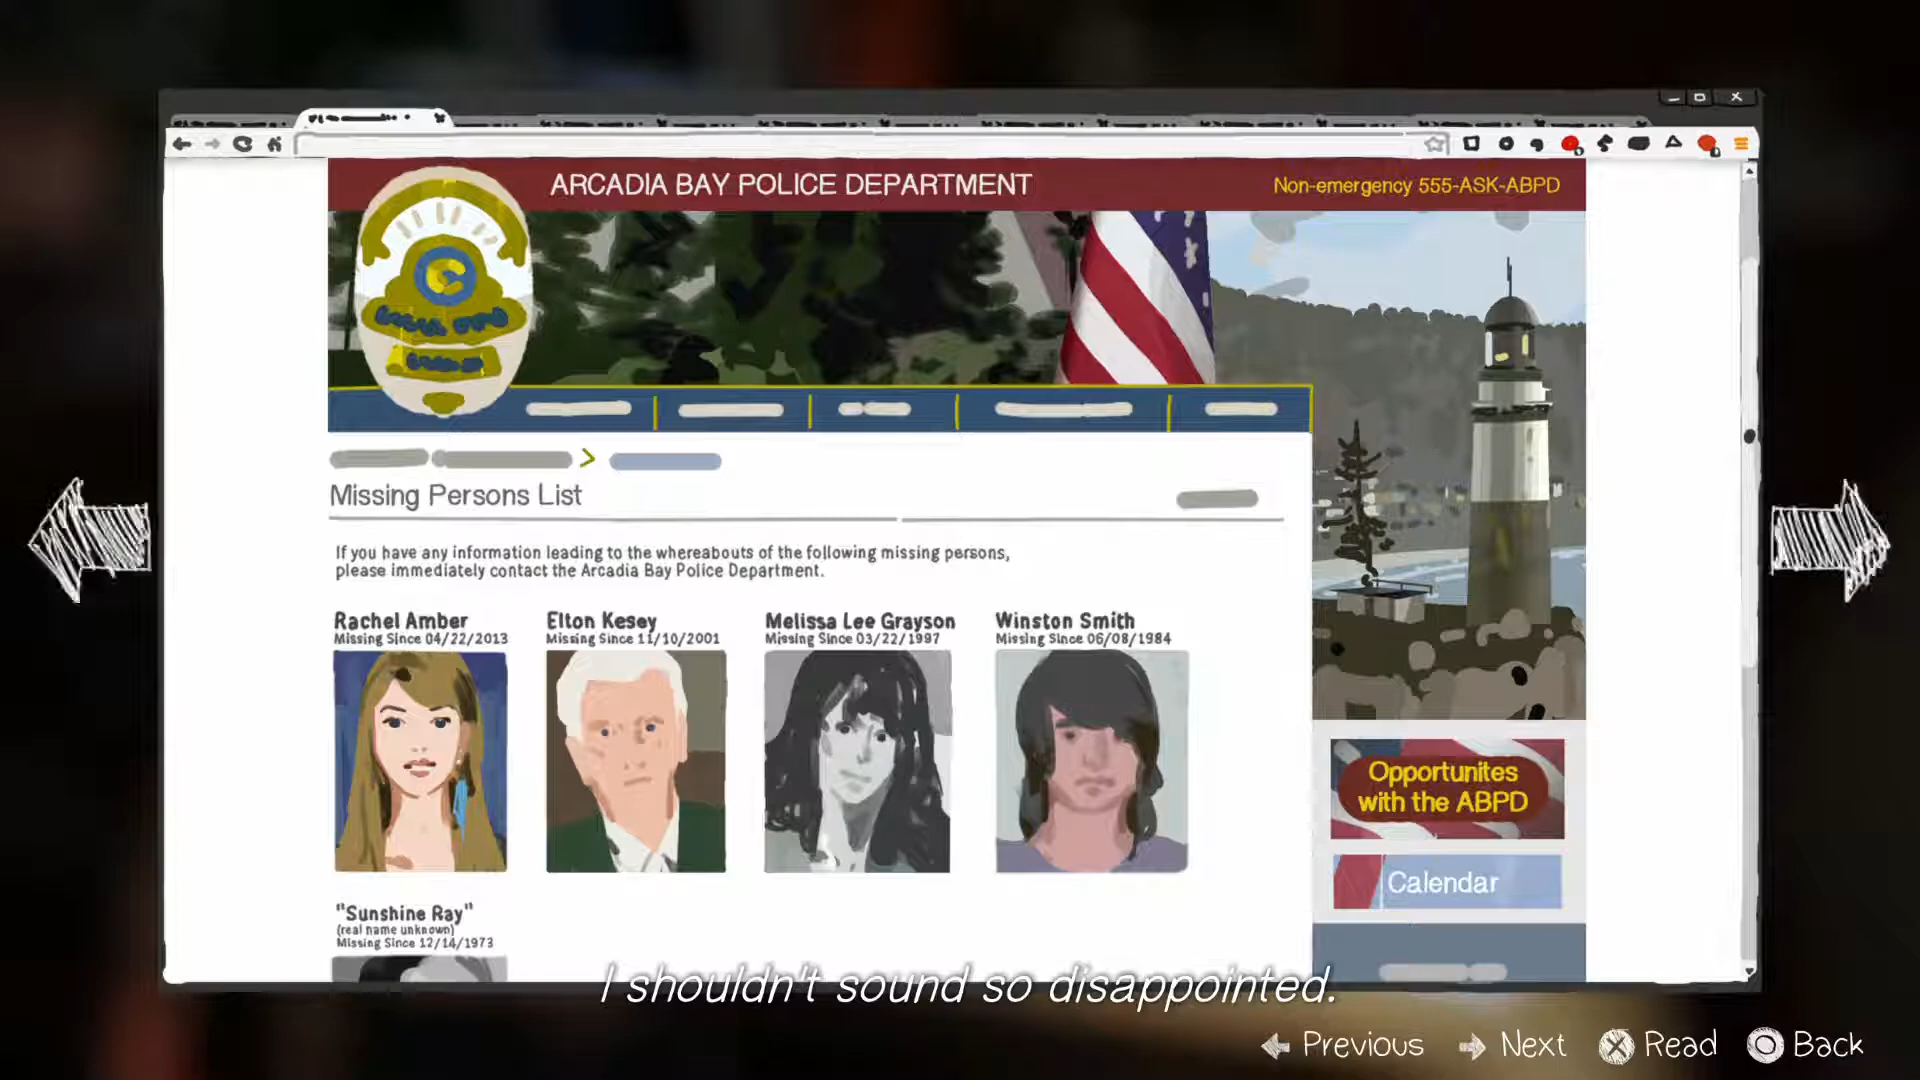 ARCADIA BAY POLICE DEPARTMENT
Non-emergency 555-ASK-ABPD
Missing Persons List
If you have any information leading to the whereabouts of the following missing persons,
please immediately contact the Arcadia Bay Police Department.
Rachel Amber
Missing Since 04/22/2013
Elton Kesey
Missing Since 11/10/2001
Melissa Lee Grayson
Missing Since 03/22/1997
Winston Smith
Missing Since 06/08/1984
Opportunites
with the ABPD
Calendar
"Sunshine Ray"
(real name unknown)
Missing Since 12/14/1973
I shouldn't sound so disappointed.
Previous
Next
Read
Back